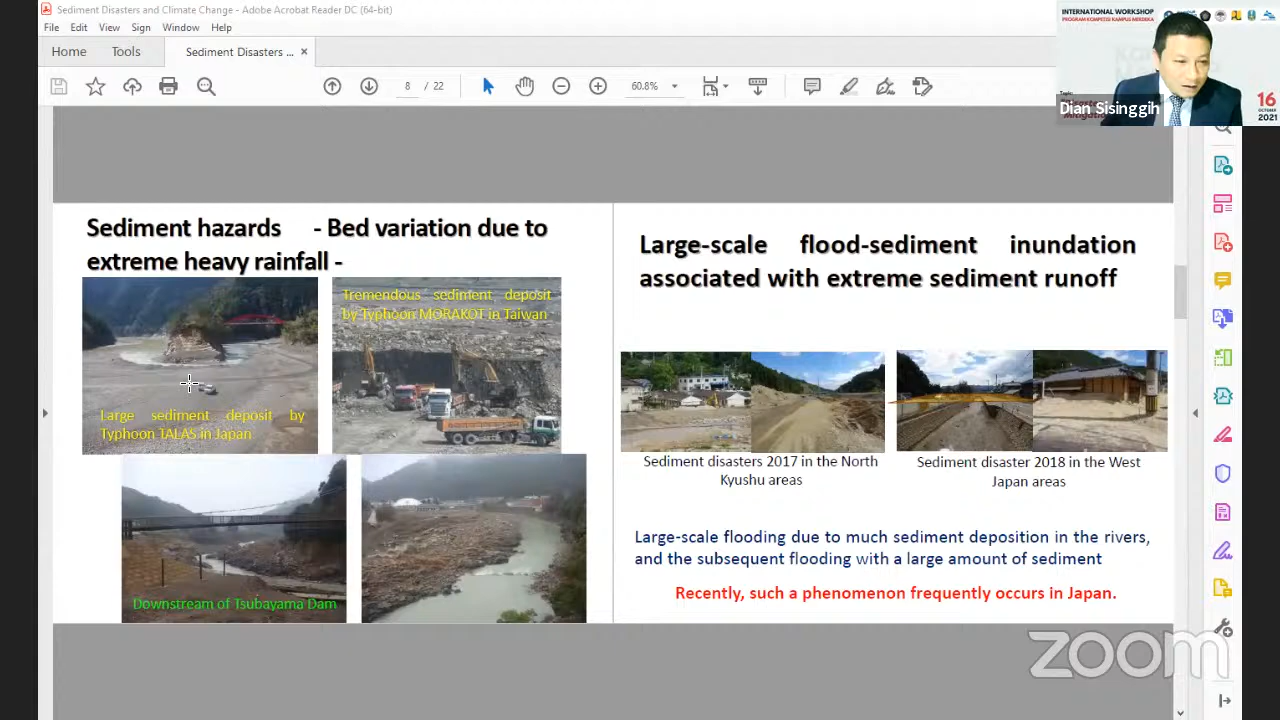 Sediment Disasters and Climate Change - Adobe Acrobat Reader DC (64-bit)
File Edit View Sign Window Help
Home Tools Sediment Disasters ... ×
8 / 22 60.8%
INTERNATIONAL WORKSHOP
PROGRAM KOMPETISI KAMPUS MERDEKA
Dian Sisinggih
16
OCTOBER
2021
Sediment hazards - Bed variation due to
extreme heavy rainfall -
Large sediment deposit by
Typhoon TALAS in Japan
Tremendous sediment deposit
by Typhoon MORAKOT in Taiwan
Downstream of Tsubayama Dam
Large-scale flood-sediment inundation
associated with extreme sediment runoff
Sediment disasters 2017 in the North
Kyushu areas
Sediment disaster 2018 in the West
Japan areas
Large-scale flooding due to much sediment deposition in the rivers,
and the subsequent flooding with a large amount of sediment
Recently, such a phenomenon frequently occurs in Japan.
zoom